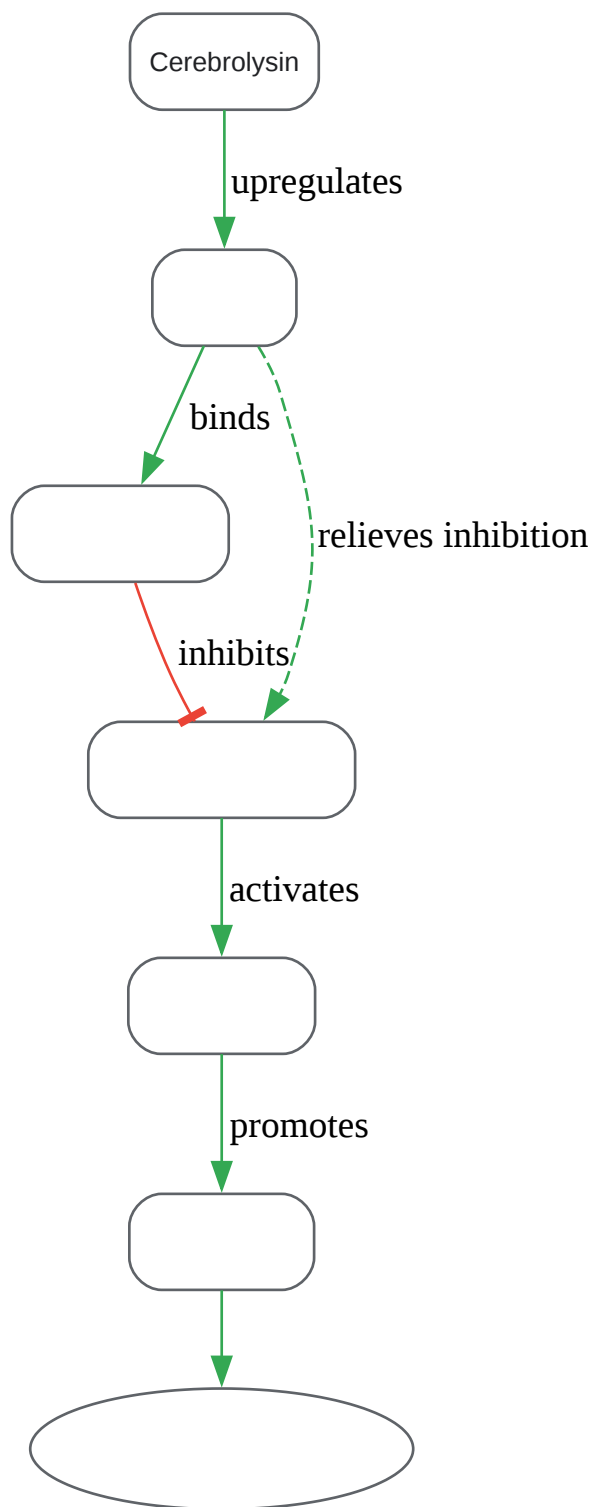 Cerebrolysin
upregulates
binds
relieves inhibition
inhibits
activates
promotes